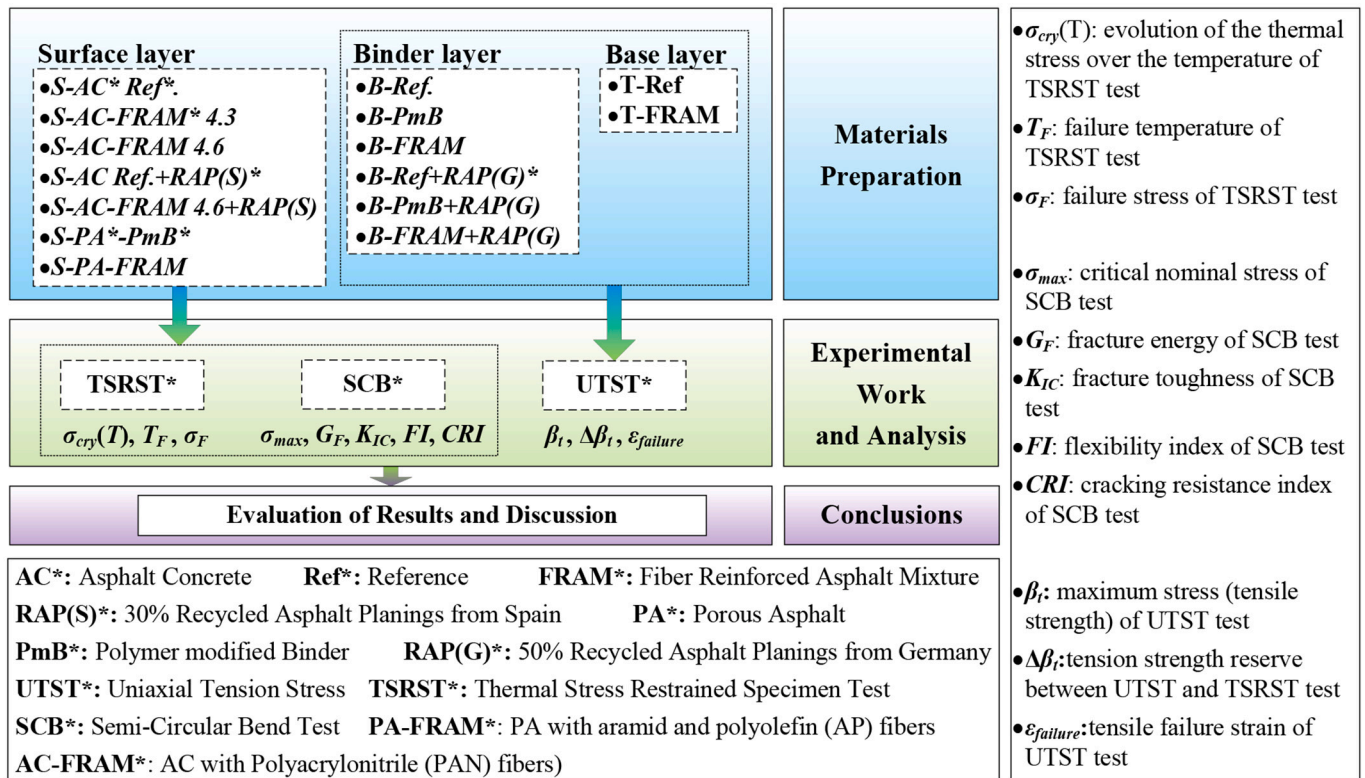 Surface layer
•S-AC* Ref*.
•S-AC-FRAM* 4.3
•S-AC-FRAM 4.6
•S-AC Ref.+RAP(S)*
•S-AC-FRAM 4.6+RAP(S)
•S-PA*-PmB*
•S-PA-FRAM
Binder layer
•B-Ref.
•B-PmB
•B-FRAM
•B-Ref+RAP(G)*
•B-PmB+RAP(G)
•B-FRAM+RAP(G)
Base layer
•T-Ref
•T-FRAM
Materials
Preparation
TSRST*
σcry(T), TF, σF
SCB*
σmax, GF, KIC, FI, CRI
UTST*
βt, Δβt, εfailure
Experimental
Work
and Analysis
Evaluation of Results and Discussion
Conclusions
AC*: Asphalt Concrete Ref*: Reference FRAM*: Fiber Reinforced Asphalt Mixture
RAP(S)*: 30% Recycled Asphalt Planings from Spain PA*: Porous Asphalt
PmB*: Polymer modified Binder RAP(G)*: 50% Recycled Asphalt Planings from Germany
UTST*: Uniaxial Tension Stress TSRST*: Thermal Stress Restrained Specimen Test
SCB*: Semi-Circular Bend Test PA-FRAM*: PA with aramid and polyolefin (AP) fibers
AC-FRAM*: AC with Polyacrylonitrile (PAN) fibers)
•σcry(T): evolution of the thermal
stress over the temperature of
TSRST test
•TF: failure temperature of
TSRST test
•σF: failure stress of TSRST test
•σmax: critical nominal stress of
SCB test
•GF: fracture energy of SCB test
•KIC: fracture toughness of SCB
test
•FI: flexibility index of SCB test
•CRI: cracking resistance index
of SCB test
•βt: maximum stress (tensile
strength) of UTST test
•Δβt:tension strength reserve
between UTST and TSRST test
•εfailure:tensile failure strain of
UTST test